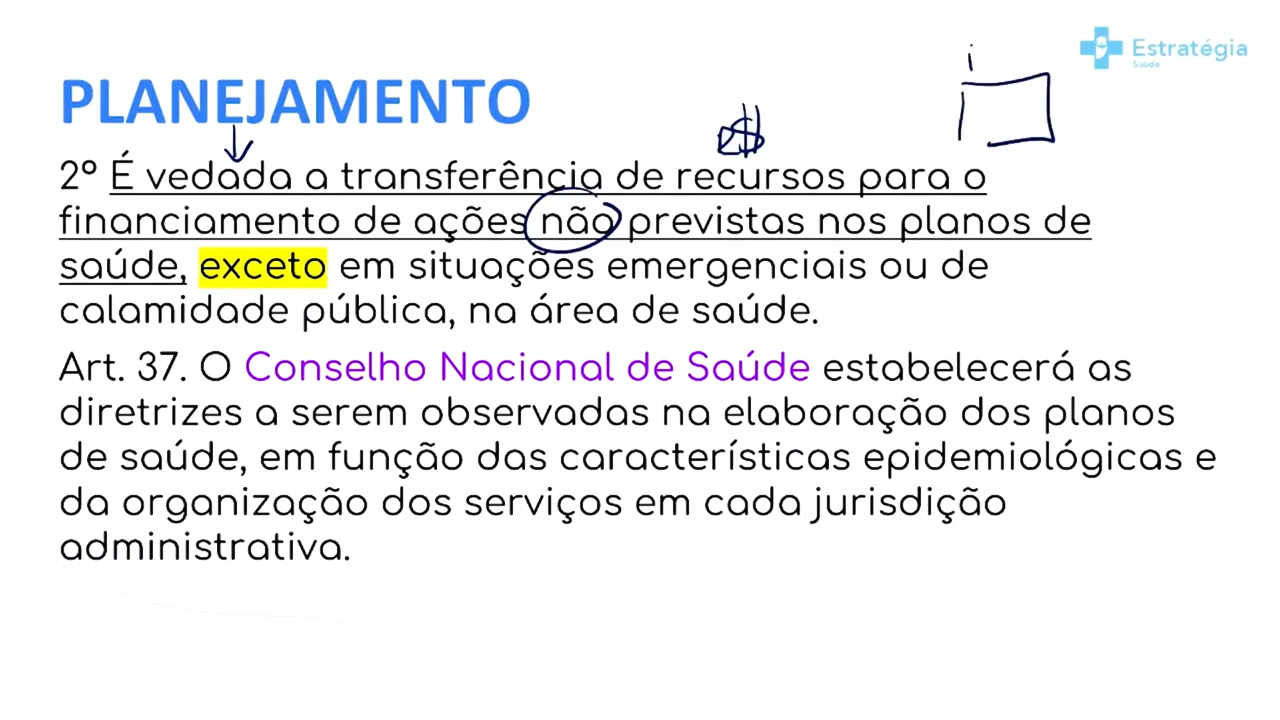 Estratégia
Saúde
PLANEJAMENTO
2º É vedada a transferência de recursos para o
financiamento de ações não previstas nos planos de
saúde, exceto em situações emergenciais ou de
calamidade pública, na área de saúde.
Art. 37. O Conselho Nacional de Saúde estabelecerá as
diretrizes a serem observadas na elaboração dos planos
de saúde, em função das características epidemiológicas e
da organização dos serviços em cada jurisdição
administrativa.